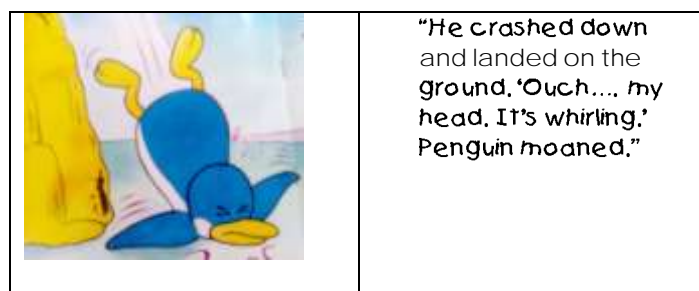 “He crashed down
and landed on the
ground. ‘Ouch.... my
head. It’s whirling.’
Penguin moaned.”